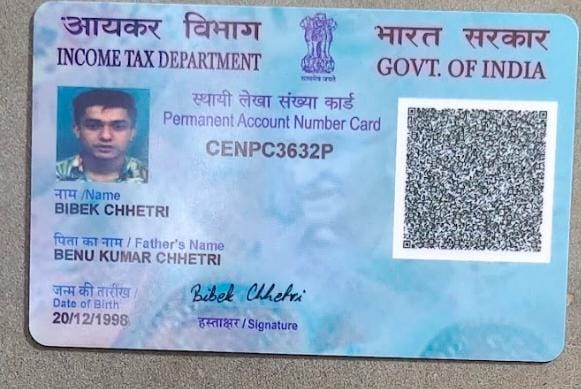 आयकर विभाग
INCOME TAX DEPARTMENT
सत्यमेव जयते
भारत सरकार
GOVT. OF INDIA
स्थायी लेखा संख्या कार्ड
Permanent Account Number Card
CENPC3632P
नाम /Name
BIBEK CHHETRI
पिता का नाम / Father's Name
BENU KUMAR CHHETRI
जन्म की तारीख /
Date of Birth
20/12/1998
Bibek Chhetri
हस्ताक्षर / Signature